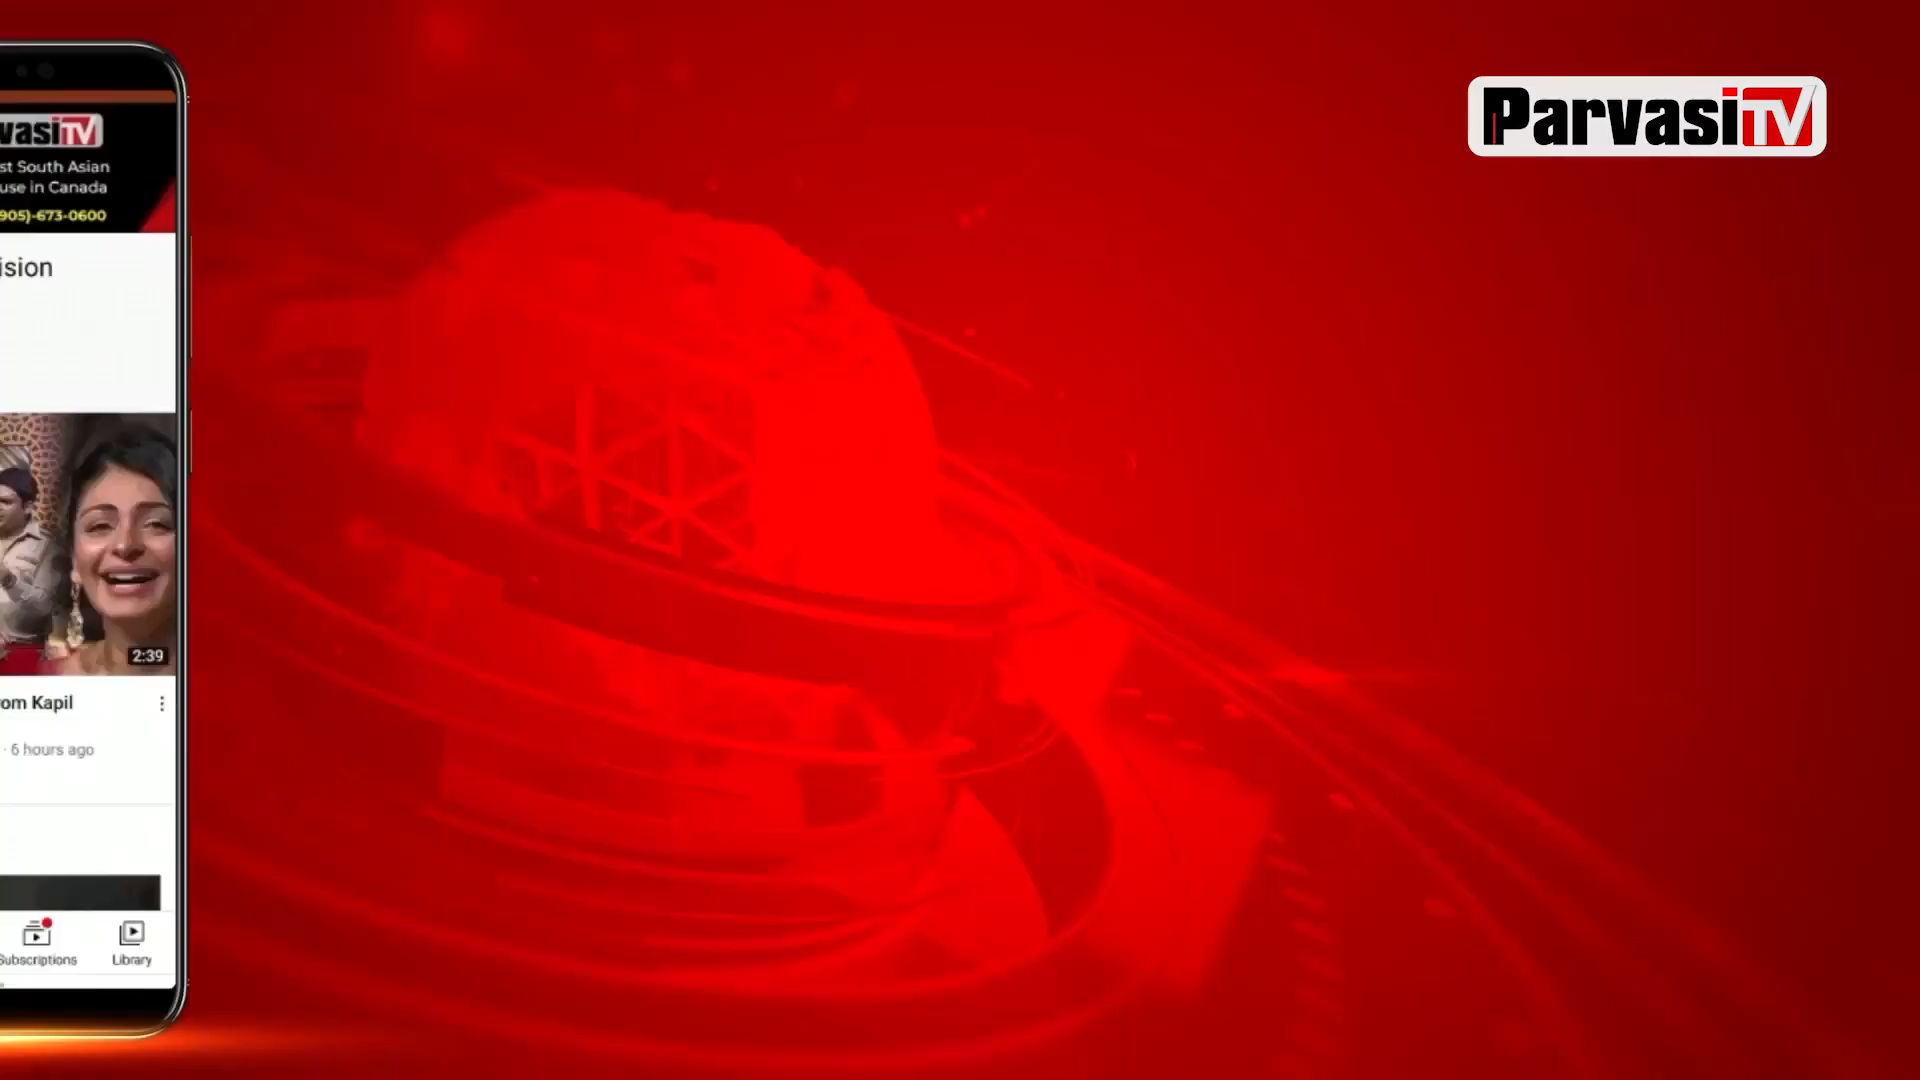 ParvasiTV
vasiTV
st South Asian
use in Canada
905)-673-0600
ision
2:39
rom Kapil
· 6 hours ago
Subscriptions
Library